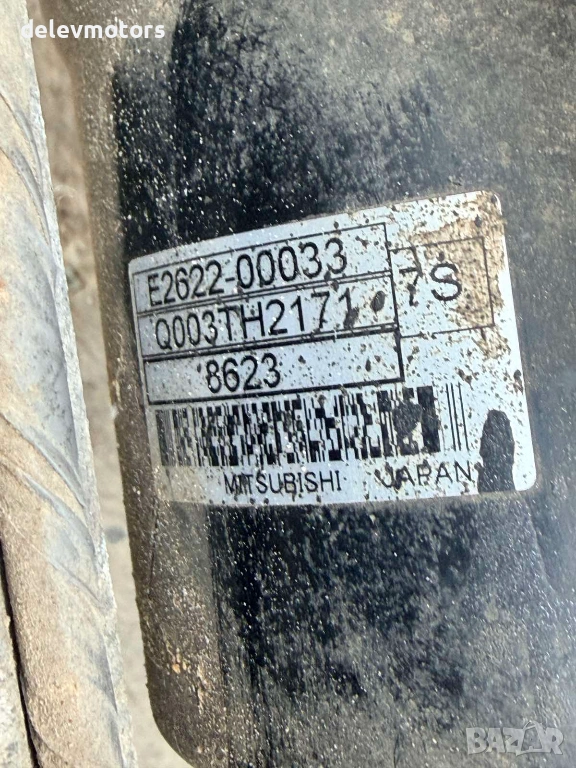 delevmotors
E2622-00033
Q003TH2171
7S
8623
MITSUBISHI JAPAN
BAZAR